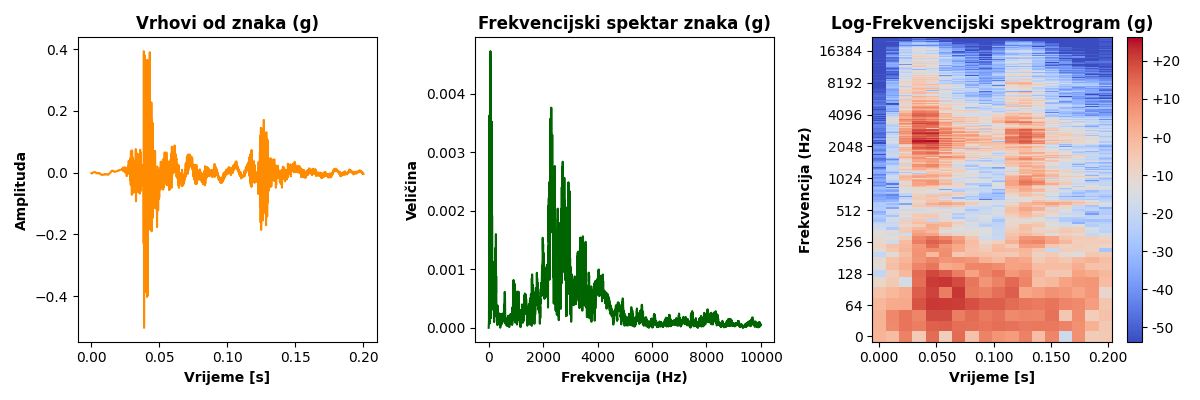 Vrhovi od znaka (g)
0.4
0.2
0.0
−0.2
−0.4
Amplituda
0.00 0.05 0.10 0.15 0.20
Vrijeme [s]
Frekvencijski spektar znaka (g)
0.004
0.003
0.002
0.001
0.000
Veličina
0 2000 4000 6000 8000 10000
Frekvencija (Hz)
Log-Frekvencijski spektrogram (g)
16384
8192
4096
2048
1024
512
256
128
64
0
Frekvencija (Hz)
0.000 0.050 0.100 0.150 0.200
Vrijeme [s]
+20
+10
+0
-10
-20
-30
-40
-50